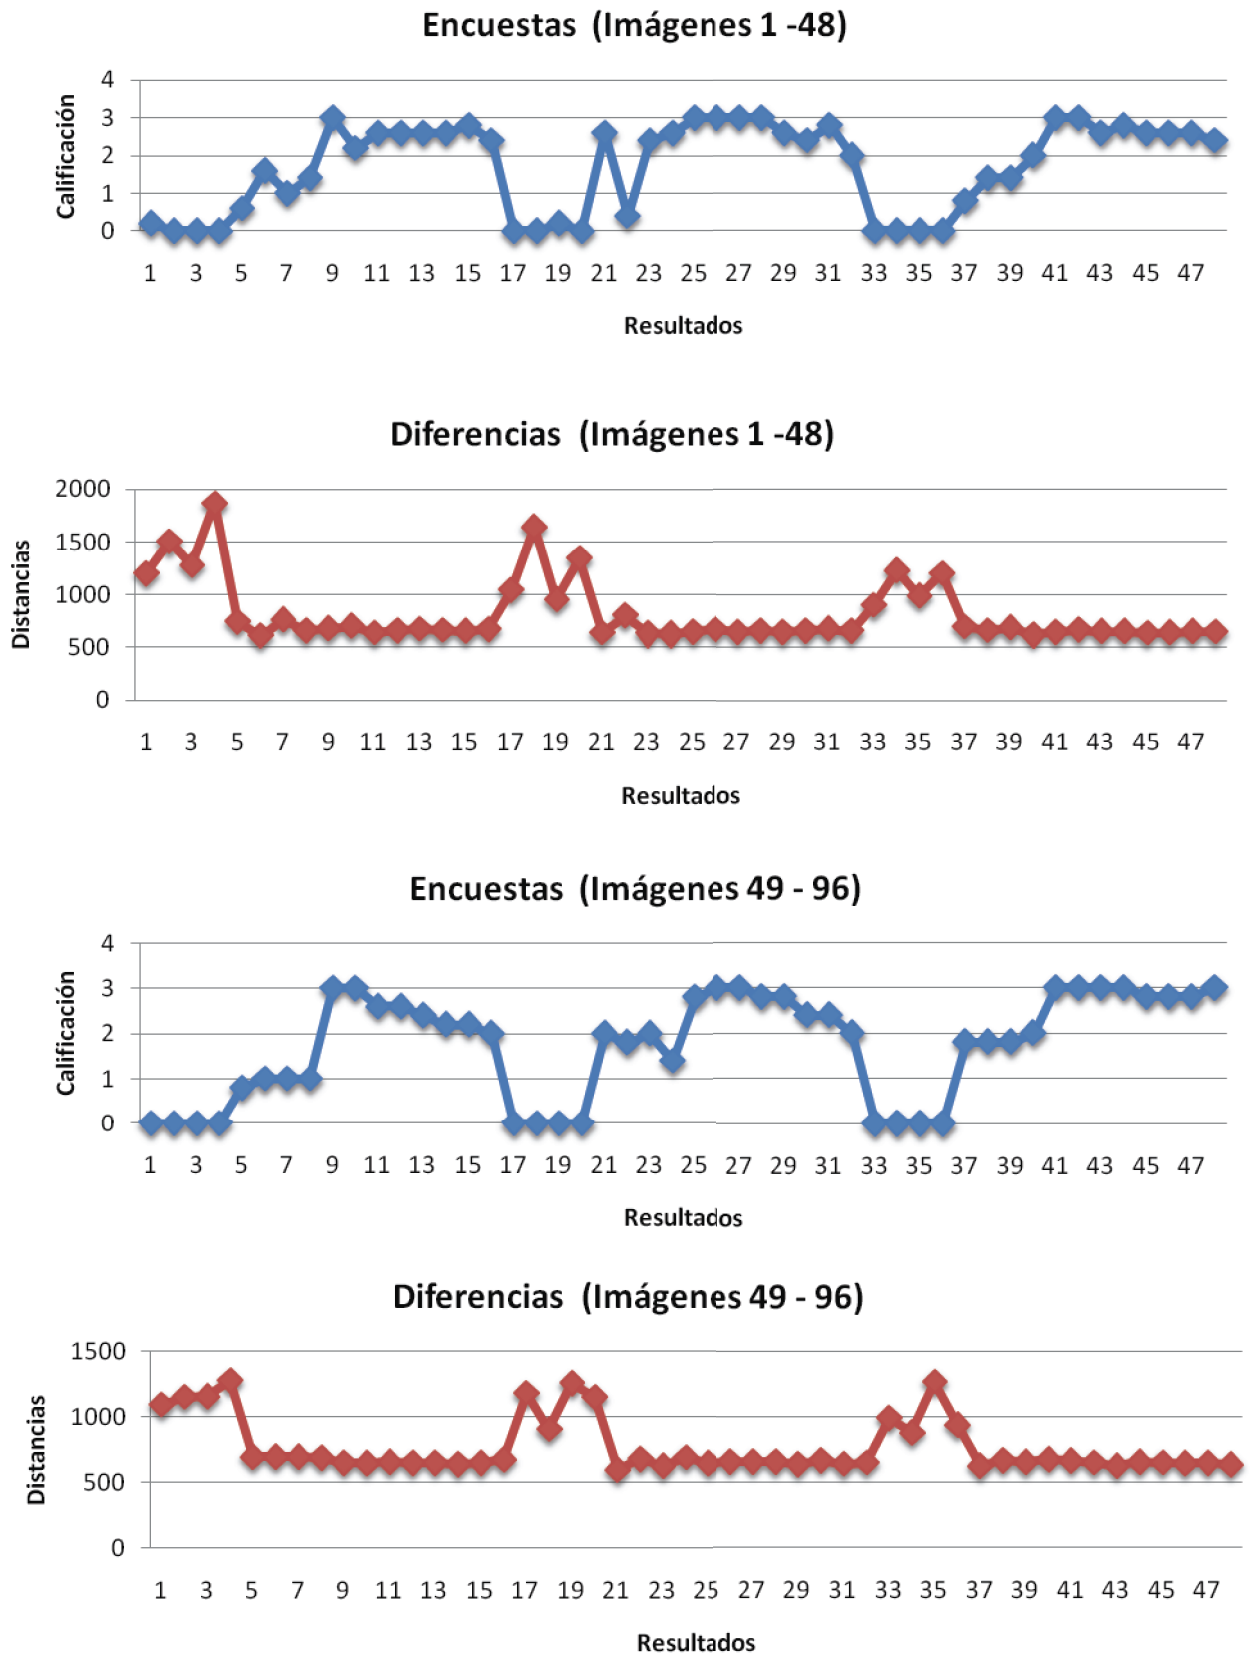 Encuestas (Imágenes 1 -48)
Calificación
4
3
2
1
0
1 3 5 7 9 11 13 15 17 19 21 23 25 27 29 31 33 35 37 39 41 43 45 47
Resultados
Diferencias (Imágenes 1 -48)
Distancias
2000
1500
1000
500
0
1 3 5 7 9 11 13 15 17 19 21 23 25 27 29 31 33 35 37 39 41 43 45 47
Resultados
Encuestas (Imágenes 49 - 96)
Calificación
4
3
2
1
0
1 3 5 7 9 11 13 15 17 19 21 23 25 27 29 31 33 35 37 39 41 43 45 47
Resultados
Diferencias (Imágenes 49 - 96)
Distancias
1500
1000
500
0
1 3 5 7 9 11 13 15 17 19 21 23 25 27 29 31 33 35 37 39 41 43 45 47
Resultados